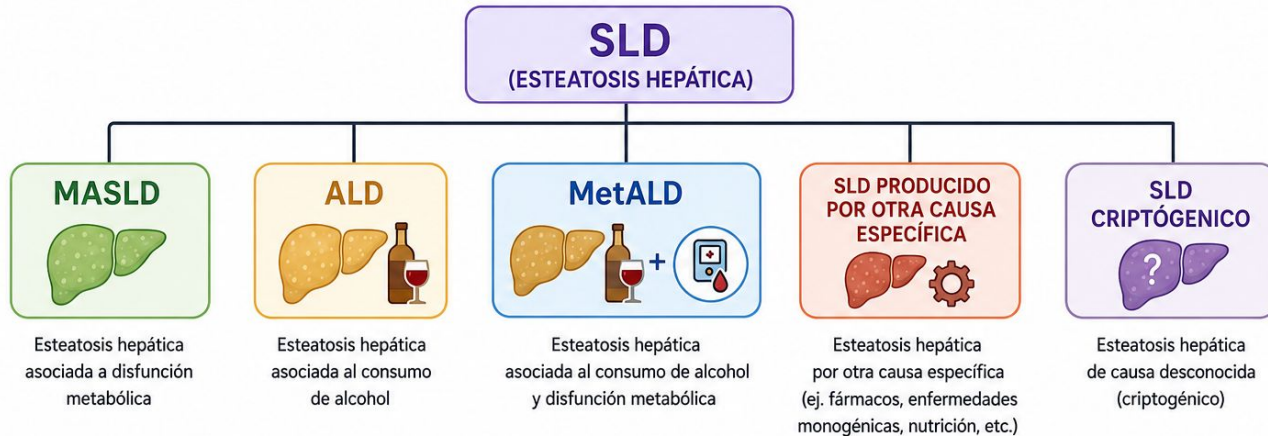 SLD
(ESTEATOSIS HEPÁTICA)
MASLD
Esteatosis hepática
asociada a disfunción
metabólica
ALD
Esteatosis hepática
asociada al consumo
de alcohol
MetALD
+
Esteatosis hepática
asociada al consumo de alcohol
y disfunción metabólica
SLD PRODUCIDO
POR OTRA CAUSA
ESPECÍFICA
Esteatosis hepática
por otra causa específica
(ej. fármacos, enfermedades
monogénicas, nutrición, etc.)
SLD
CRIPTÓGENICO
?
Esteatosis hepática
de causa desconocida
(criptogénico)